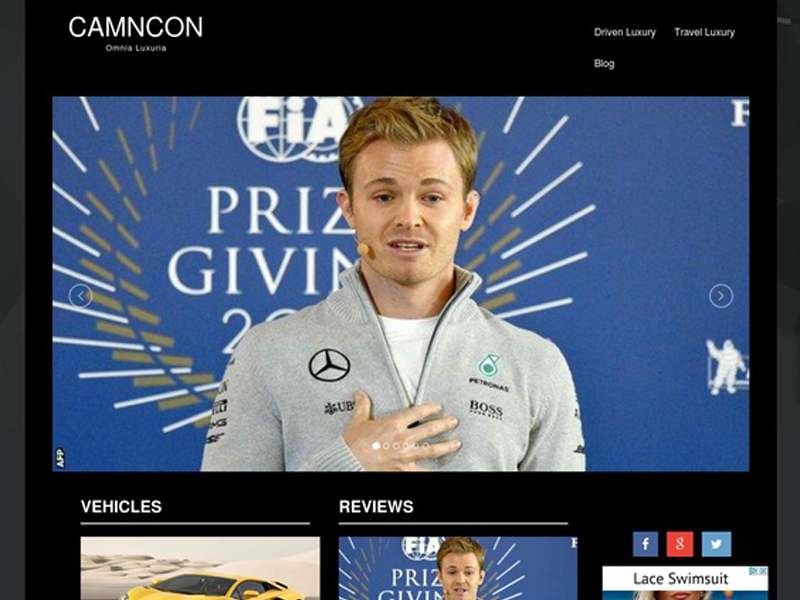 CAMNCON
Omnia Luxuria
Driven Luxury
Travel Luxury
Blog
FiA
PRIZ
GIVIN
20
PETRONAS
UBS
BOSS
AFP
VEHICLES
REVIEWS
FiA
PRIZ
GIVIN
f
g
Lace Swimsuit